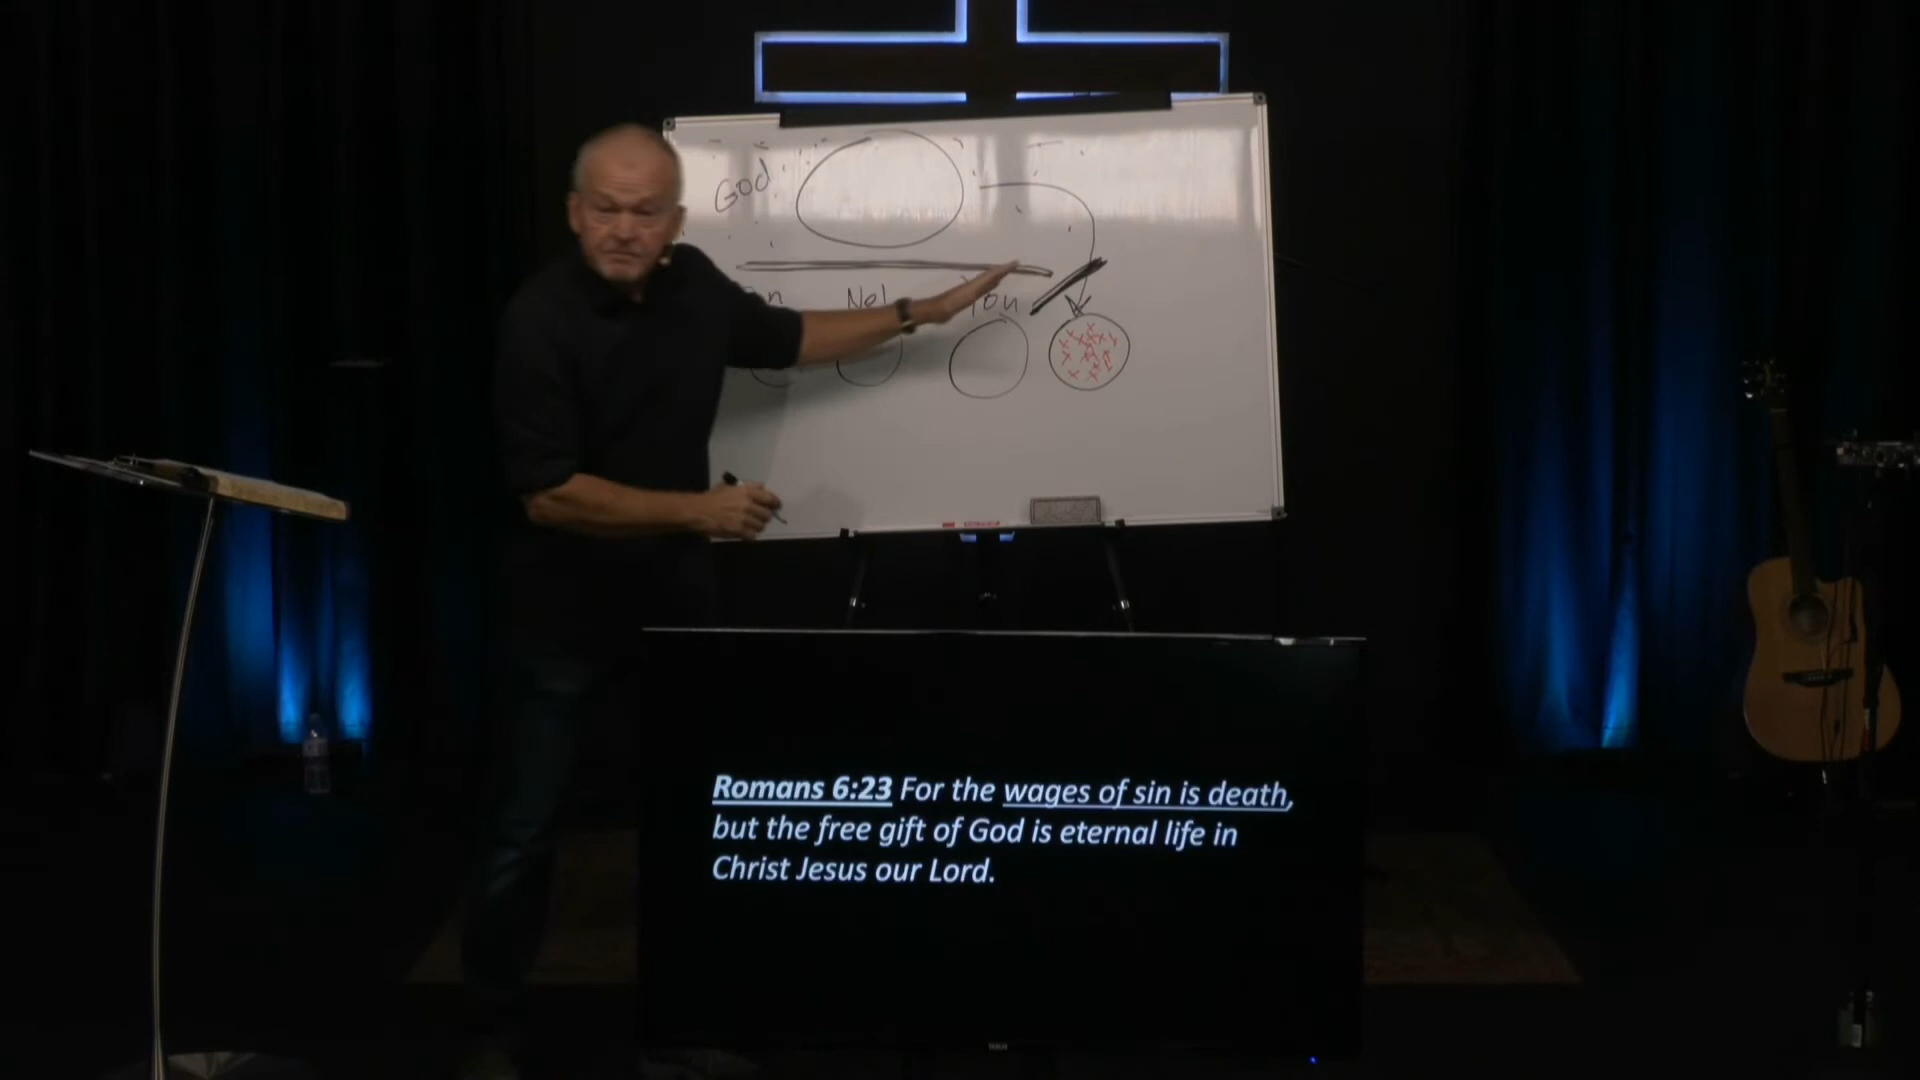 God
You
Romans 6:23 For the wages of sin is death,
but the free gift of God is eternal life in
Christ Jesus our Lord.